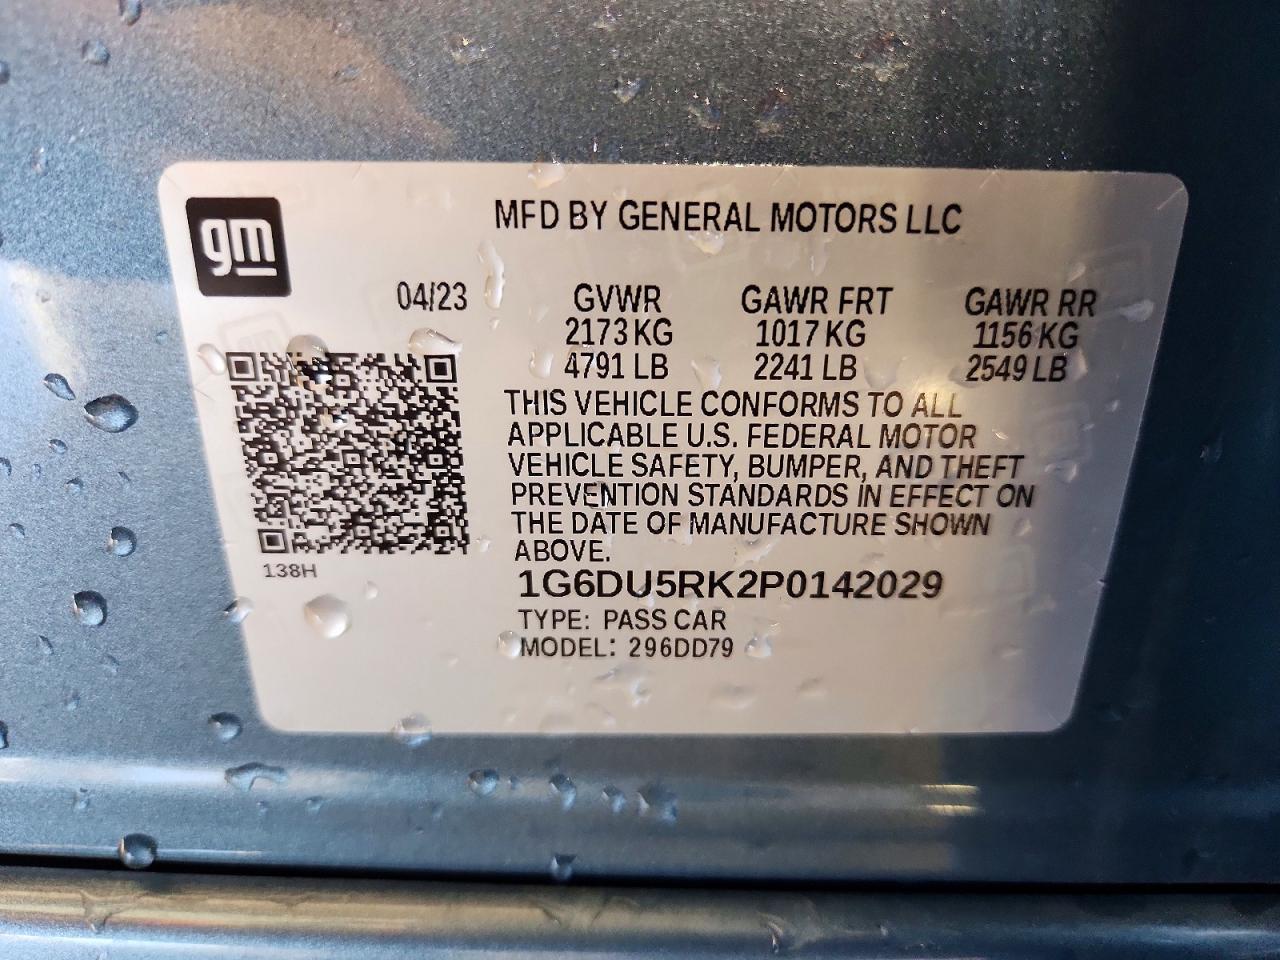 gm
MFD BY GENERAL MOTORS LLC
04/23 GVWR GAWR FRT GAWR RR
2173 KG 1017 KG 1156 KG
4791 LB 2241 LB 2549 LB
THIS VEHICLE CONFORMS TO ALL
APPLICABLE U.S. FEDERAL MOTOR
VEHICLE SAFETY, BUMPER, AND THEFT
PREVENTION STANDARDS IN EFFECT ON
THE DATE OF MANUFACTURE SHOWN
ABOVE.
138H
1G6DU5RK2P0142029
TYPE: PASS CAR
MODEL: 296DD79